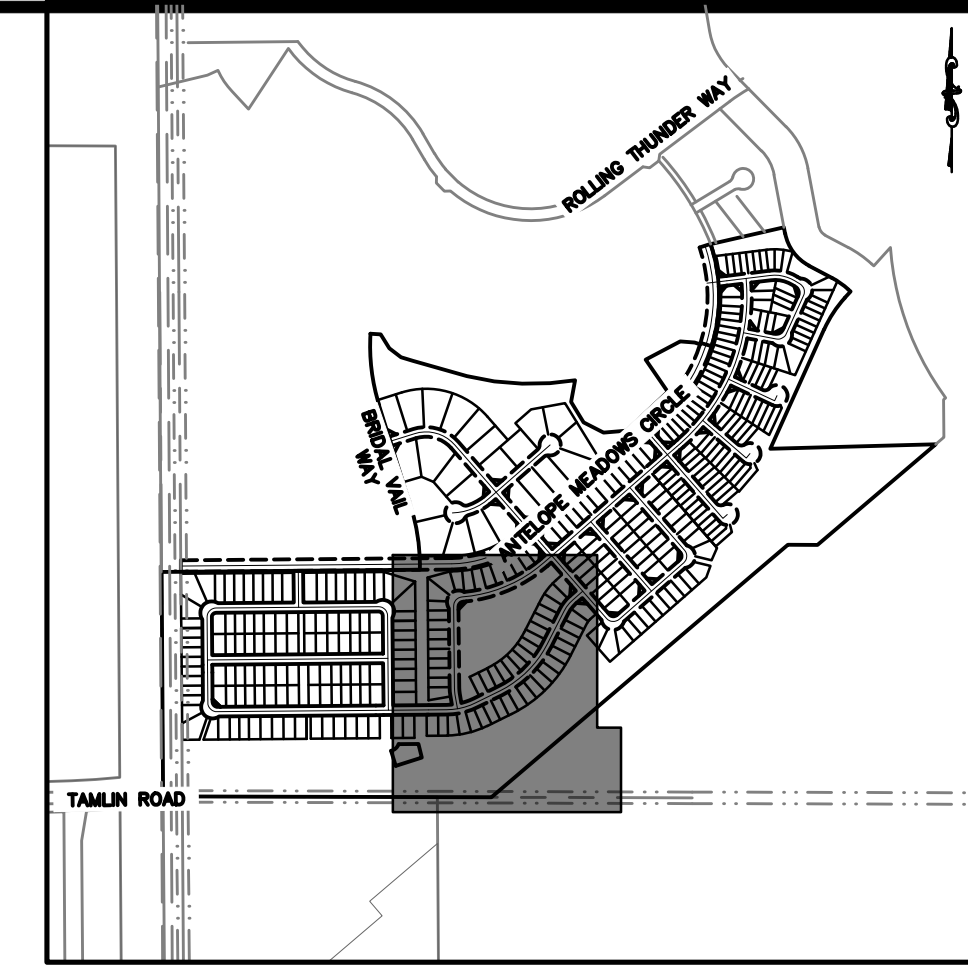 ROLLING THUNDER WAY
BRIDAL VAIL
WAY
ANTELOPE MEADOWS CIRCLE
TAMLIN ROAD